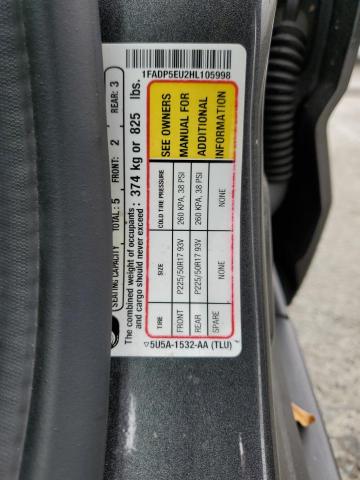 SEATING CAPACITY TOTAL: 5 FRONT: 2 REAR: 3
The combined weight of occupants
and cargo should never exceed : 374 kg or 825 lbs.
TIRE SIZE COLD TIRE PRESSURE
FRONT P225/50R17 93V 260 KPA, 38 PSI
REAR P225/50R17 93V 260 KPA, 38 PSI
SPARE NONE NONE
SEE OWNERS
MANUAL FOR
ADDITIONAL
INFORMATION
5U5A-1532-AA (TLU)
1FADP5EU2HL105998